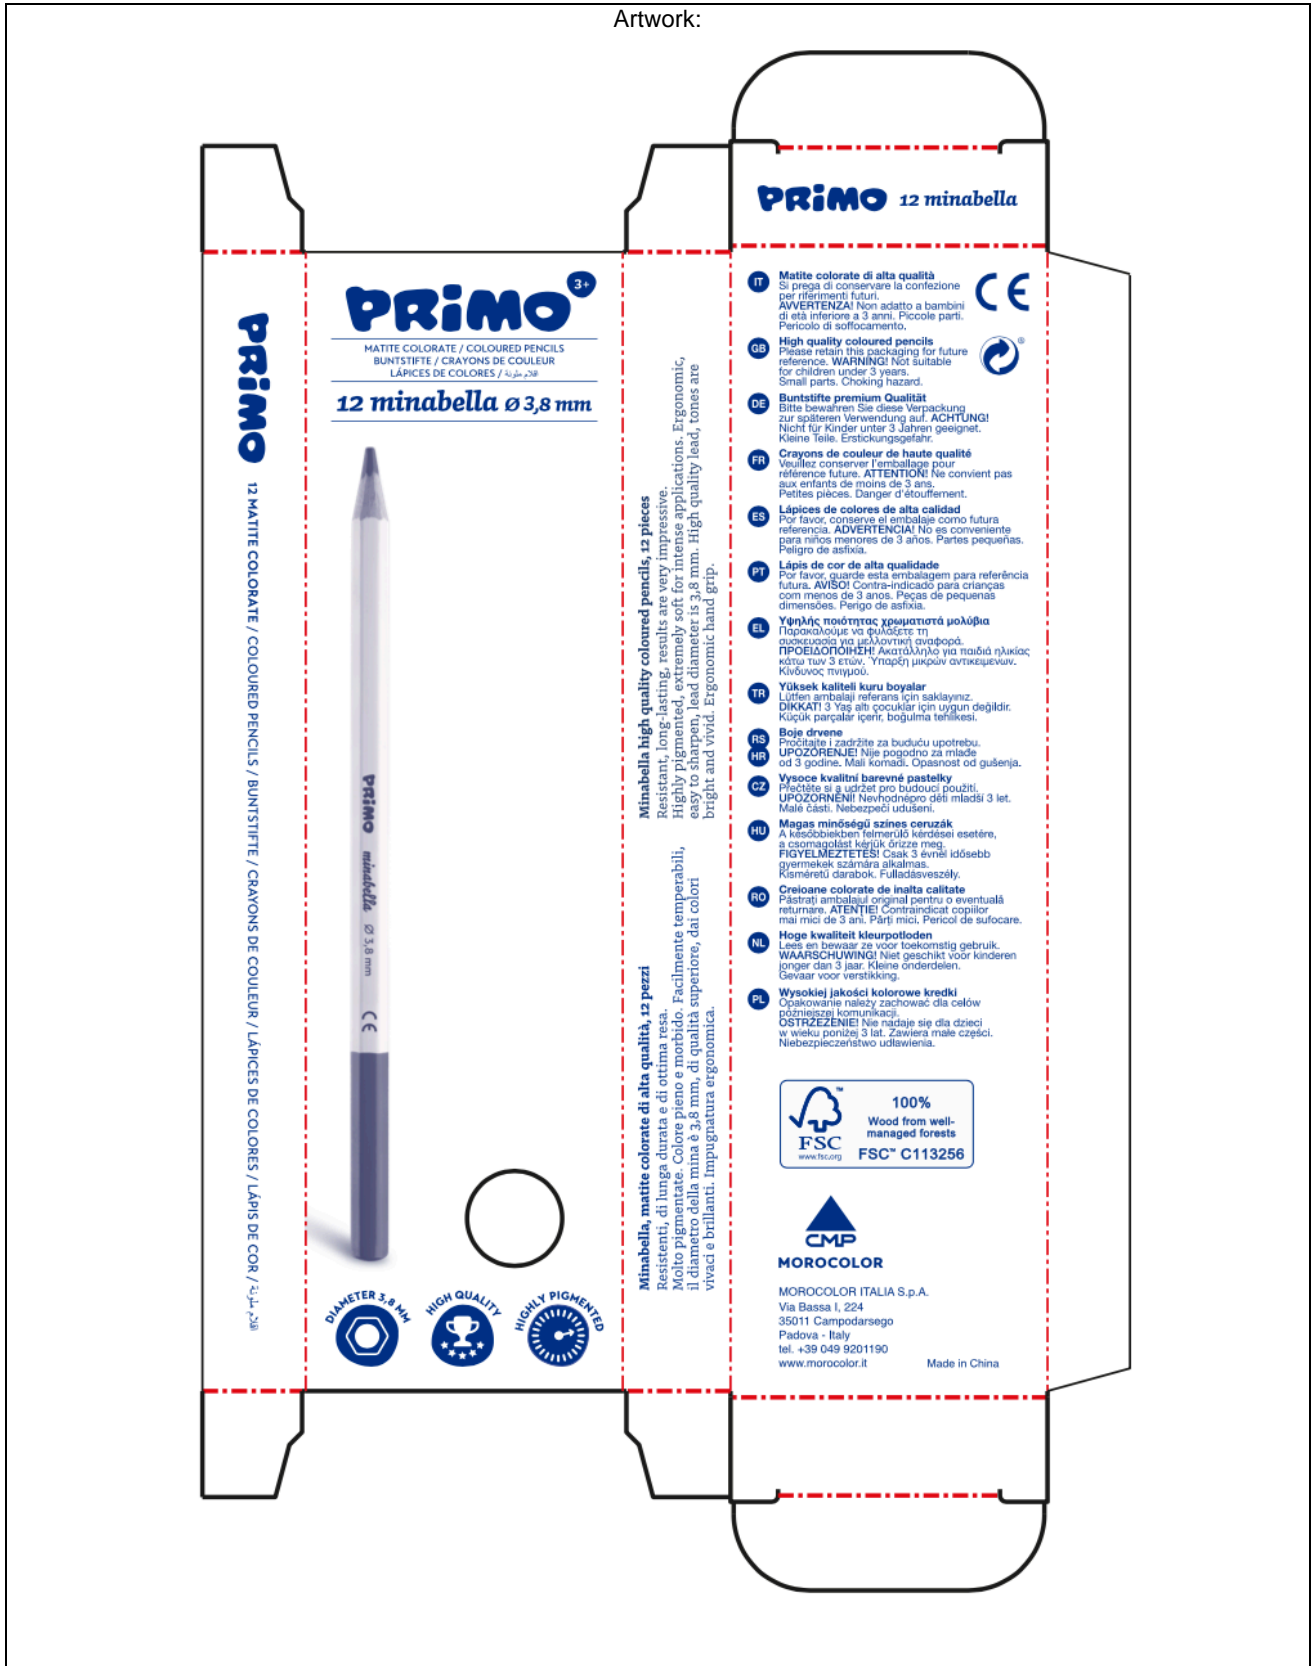 Artwork:
PRiMO 12 minabella
PRiMO 3+
MATITE COLORATE / COLOURED PENCILS
BUNTSTIFTE / CRAYONS DE COULEUR
LÁPICES DE COLORES / اقلام ملونة
12 minabella Ø 3,8 mm
PRiMO minabella Ø 3,8 mm CE
DIAMETER 3,8 MM
HIGH QUALITY
HIGHLY PIGMENTED
PRiMO 12 MATITE COLORATE / COLOURED PENCILS / BUNTSTIFTE / CRAYONS DE COULEUR / LÁPICES DE COLORES / LÁPIS DE COR / اقلام ملونة
Minabella high quality coloured pencils, 12 pieces
Resistant, long-lasting, results are very impressive.
Highly pigmented, extremely soft for intense applications. Ergonomic,
easy to sharpen, lead diameter is 3,8 mm. High quality lead, tones are
bright and vivid. Ergonomic hand grip.
Minabella, matite colorate di alta qualità, 12 pezzi
Resistenti, di lunga durata e di ottima resa.
Molto pigmentate. Colore pieno e morbido. Facilmente temperabili,
il diametro della mina è 3,8 mm, di qualità superiore, dai colori
vivaci e brillanti. Impugnatura ergonomica.
IT Matite colorate di alta qualità
Si prega di conservare la confezione
per riferimenti futuri.
AVVERTENZA! Non adatto a bambini
di età inferiore a 3 anni. Piccole parti.
Pericolo di soffocamento.
CE
GB High quality coloured pencils
Please retain this packaging for future
reference. WARNING! Not suitable
for children under 3 years.
Small parts. Choking hazard.
®
DE Buntstifte premium Qualität
Bitte bewahren Sie diese Verpackung
zur späteren Verwendung auf. ACHTUNG!
Nicht für Kinder unter 3 Jahren geeignet.
Kleine Teile. Erstickungsgefahr.
FR Crayons de couleur de haute qualité
Veuillez conserver l'emballage pour
référence future. ATTENTION! Ne convient pas
aux enfants de moins de 3 ans.
Petites pièces. Danger d'étouffement.
ES Lápices de colores de alta calidad
Por favor, conserve el embalaje como futura
referencia. ADVERTENCIA! No es conveniente
para niños menores de 3 años. Partes pequeñas.
Peligro de asfixia.
PT Lápis de cor de alta qualidade
Por favor, guarde esta embalagem para referência
futura. AVISO! Contra-indicado para crianças
com menos de 3 anos. Peças de pequenas
dimensões. Perigo de asfixia.
EL Υψηλής ποιότητας χρωματιστά μολύβια
Παρακαλούμε να φυλάξετε τη
συσκευασία για μελλοντική αναφορά.
ΠΡΟΕΙΔΟΠΟΙΗΣΗ! Ακατάλληλο για παιδιά ηλικίας
κάτω των 3 ετών. Ύπαρξη μικρών αντικειμενων.
Κίνδυνος πνιγμού.
TR Yüksek kaliteli kuru boyalar
Lütfen ambalaji referans için saklayınız.
DİKKAT! 3 Yaş altı çocuklar için uygun değildir.
Küçük parçalar içerir, boğulma tehlikesi.
RS HR Boje drvene
Pročitajte i zadržite za buduću upotrebu.
UPOZORENJE! Nije pogodno za mlađe
od 3 godine. Mali komadi. Opasnost od gušenja.
CZ Vysoce kvalitní barevné pastelky
Přečtěte si a udržet pro budoucí použití.
UPOZORNĚNÍ! Nevhodnépro děti mladší 3 let.
Malé části. Nebezpečí udušení.
HU Magas minőségű színes ceruzák
A későbbiekben felmerülő kérdései esetére,
a csomagolást kérjük őrizze meg.
FIGYELMEZTETÉS! Csak 3 évnél idősebb
gyermekek számára alkalmas.
Kisméretű darabok. Fulladásveszély.
RO Creioane colorate de inalta calitate
Păstrați ambalajul original pentru o eventuală
returnare. ATENȚIE! Contraindicat copiilor
mai mici de 3 ani. Părți mici. Pericol de sufocare.
NL Hoge kwaliteit kleurpotloden
Lees en bewaar ze voor toekomstig gebruik.
WAARSCHUWING! Niet geschikt voor kinderen
jonger dan 3 jaar. Kleine onderdelen.
Gevaar voor verstikking.
PL Wysokiej jakości kolorowe kredki
Opakowanie należy zachować dla celów
późniejszej komunikacji.
OSTRZEŻENIE! Nie nadaje się dla dzieci
w wieku poniżej 3 lat. Zawiera małe części.
Niebezpieczeństwo udławienia.
FSC ™
www.fsc.org
100%
Wood from well-
managed forests
FSC™ C113256
CMP
MOROCOLOR
MOROCOLOR ITALIA S.p.A.
Via Bassa I, 224
35011 Campodarsego
Padova - Italy
tel. +39 049 9201190
www.morocolor.it Made in China